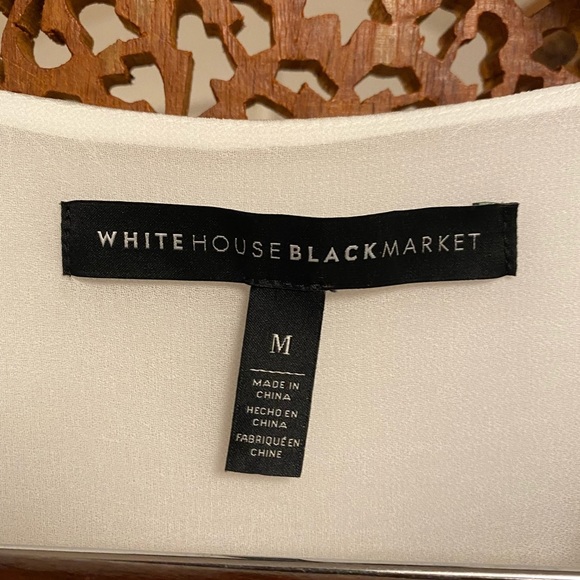 WHITE HOUSE BLACK MARKET
M
MADE IN
CHINA
HECHO EN
CHINA
FABRIQUÉ EN
CHINE